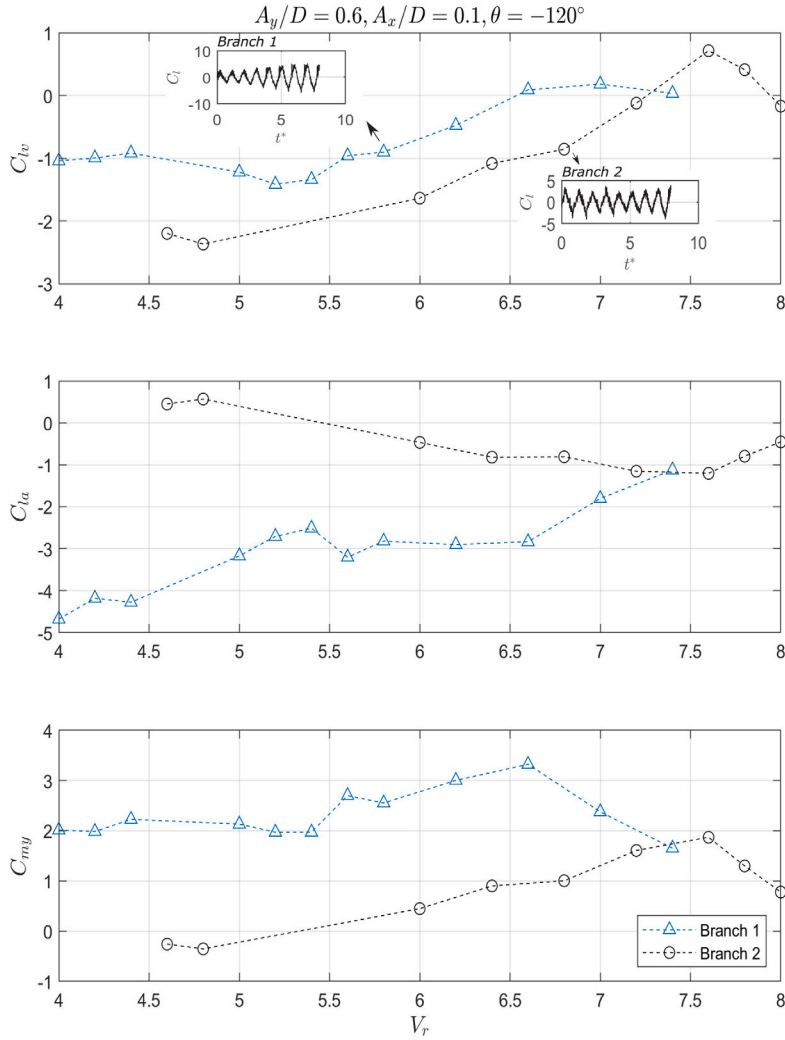 A_y/D = 0.6, A_x/D = 0.1, θ = −120°
Branch 1
10
0
-10
C_l
0 5 10
t*
Branch 2
5
0
-5
C_l
0 5 10
t*
1
0
-1
-2
-3
C_lv
4 4.5 5 5.5 6 6.5 7 7.5 8
1
0
-1
-2
-3
-4
-5
C_la
4 4.5 5 5.5 6 6.5 7 7.5 8
4
3
2
1
0
-1
C_my
Branch 1
Branch 2
4 4.5 5 5.5 6 6.5 7 7.5 8
V_r